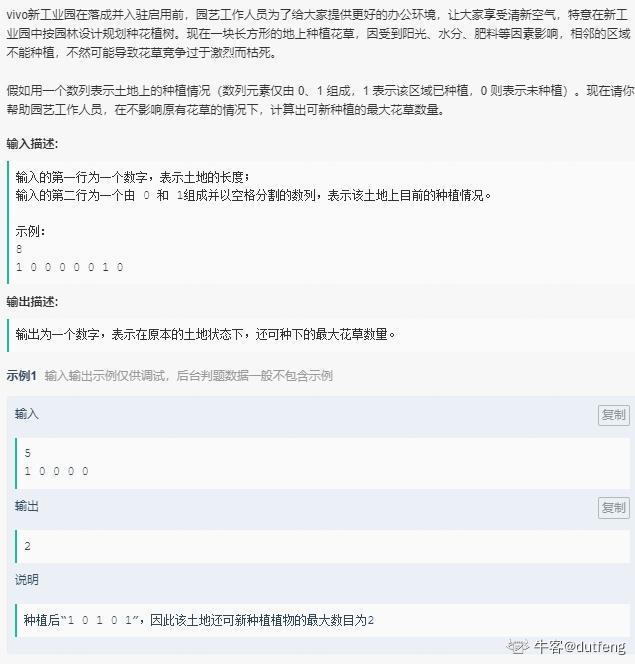 vivo新工业园在落成并入驻启用前，园艺工作人员为了给大家提供更好的办公环境，让大家享受清新空气，特意在新工
业园中按园林设计规划种花植树。现在一块长方形的地上种植花草，因受到阳光、水分、肥料等因素影响，相邻的区域
不能种植，不然可能导致花草竞争过于激烈而枯死。
假如用一个数列表示土地上的种植情况（数列元素仅由 0、1 组成，1 表示该区域已种植，0 则表示未种植）。现在请你
帮助园艺工作人员，在不影响原有花草的情况下，计算出可新种植的最大花草数量。
输入描述:
输入的第一行为一个数字，表示土地的长度；
输入的第二行为一个由 0 和 1组成并以空格分割的数列，表示该土地上目前的种植情况。
示例：
8
1 0 0 0 0 0 1 0
输出描述:
输出为一个数字，表示在原本的土地状态下，还可种下的最大花草数量。
示例1 输入输出示例仅供调试，后台判题数据一般不包含示例
输入
复制
5
1 0 0 0 0
输出
复制
2
说明
种植后“1 0 1 0 1”，因此该土地还可新种植植物的最大数目为2
牛客@dutfeng